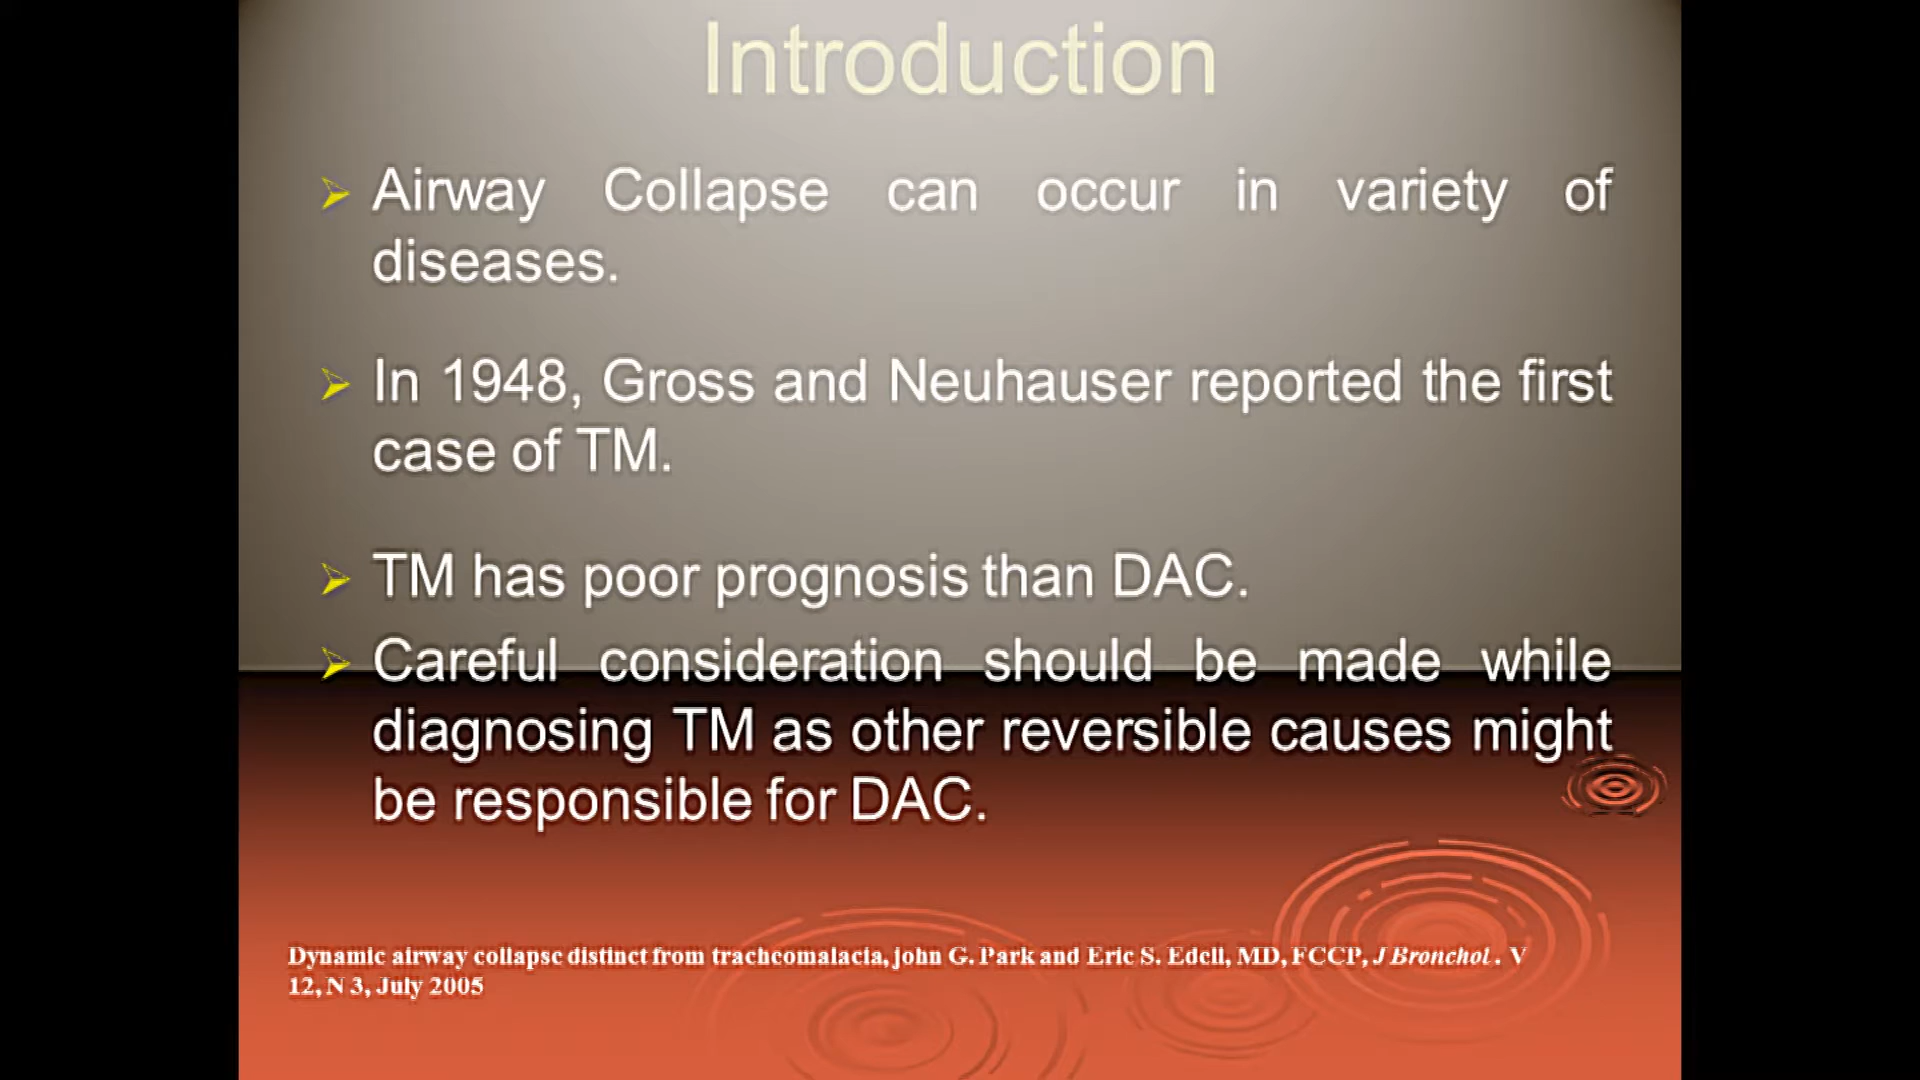 Introduction
Airway Collapse can occur in variety of
diseases.
In 1948, Gross and Neuhauser reported the first
case of TM.
TM has poor prognosis than DAC.
Careful consideration should be made while
diagnosing TM as other reversible causes might
be responsible for DAC.
Dynamic airway collapse distinct from tracheomalacia, john G. Park and Eric S. Edell, MD, FCCP, J Bronchol . V
12, N 3, July 2005